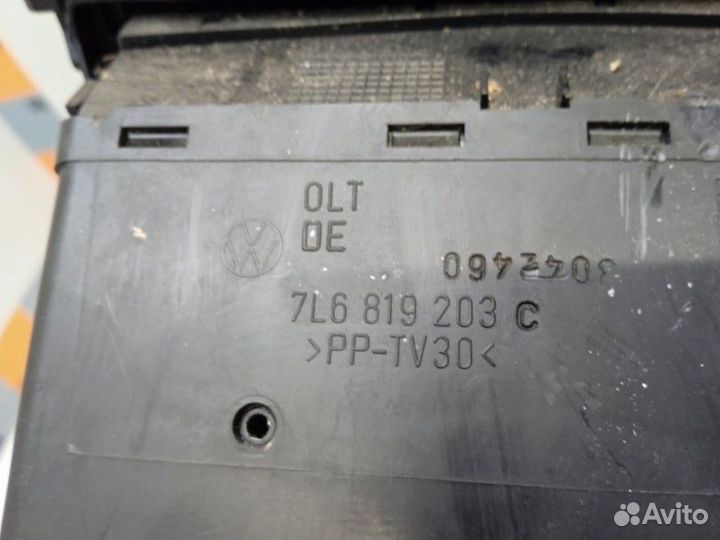 OLT
DE
3042460
7L6 819 203 C
>PP-TV30<
Avito